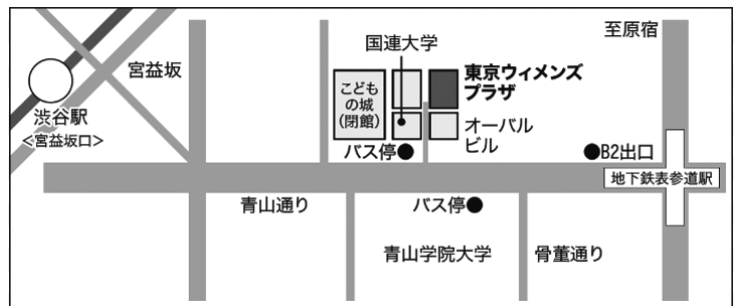 至原宿
国連大学
宮益坂
東京ウィメンズ
プラザ
こども
の城
(閉館)
渋谷駅
<宮益坂口>
オーバル
ビル
バス停
B2出口
地下鉄表参道駅
青山通り
バス停
青山学院大学
骨董通り